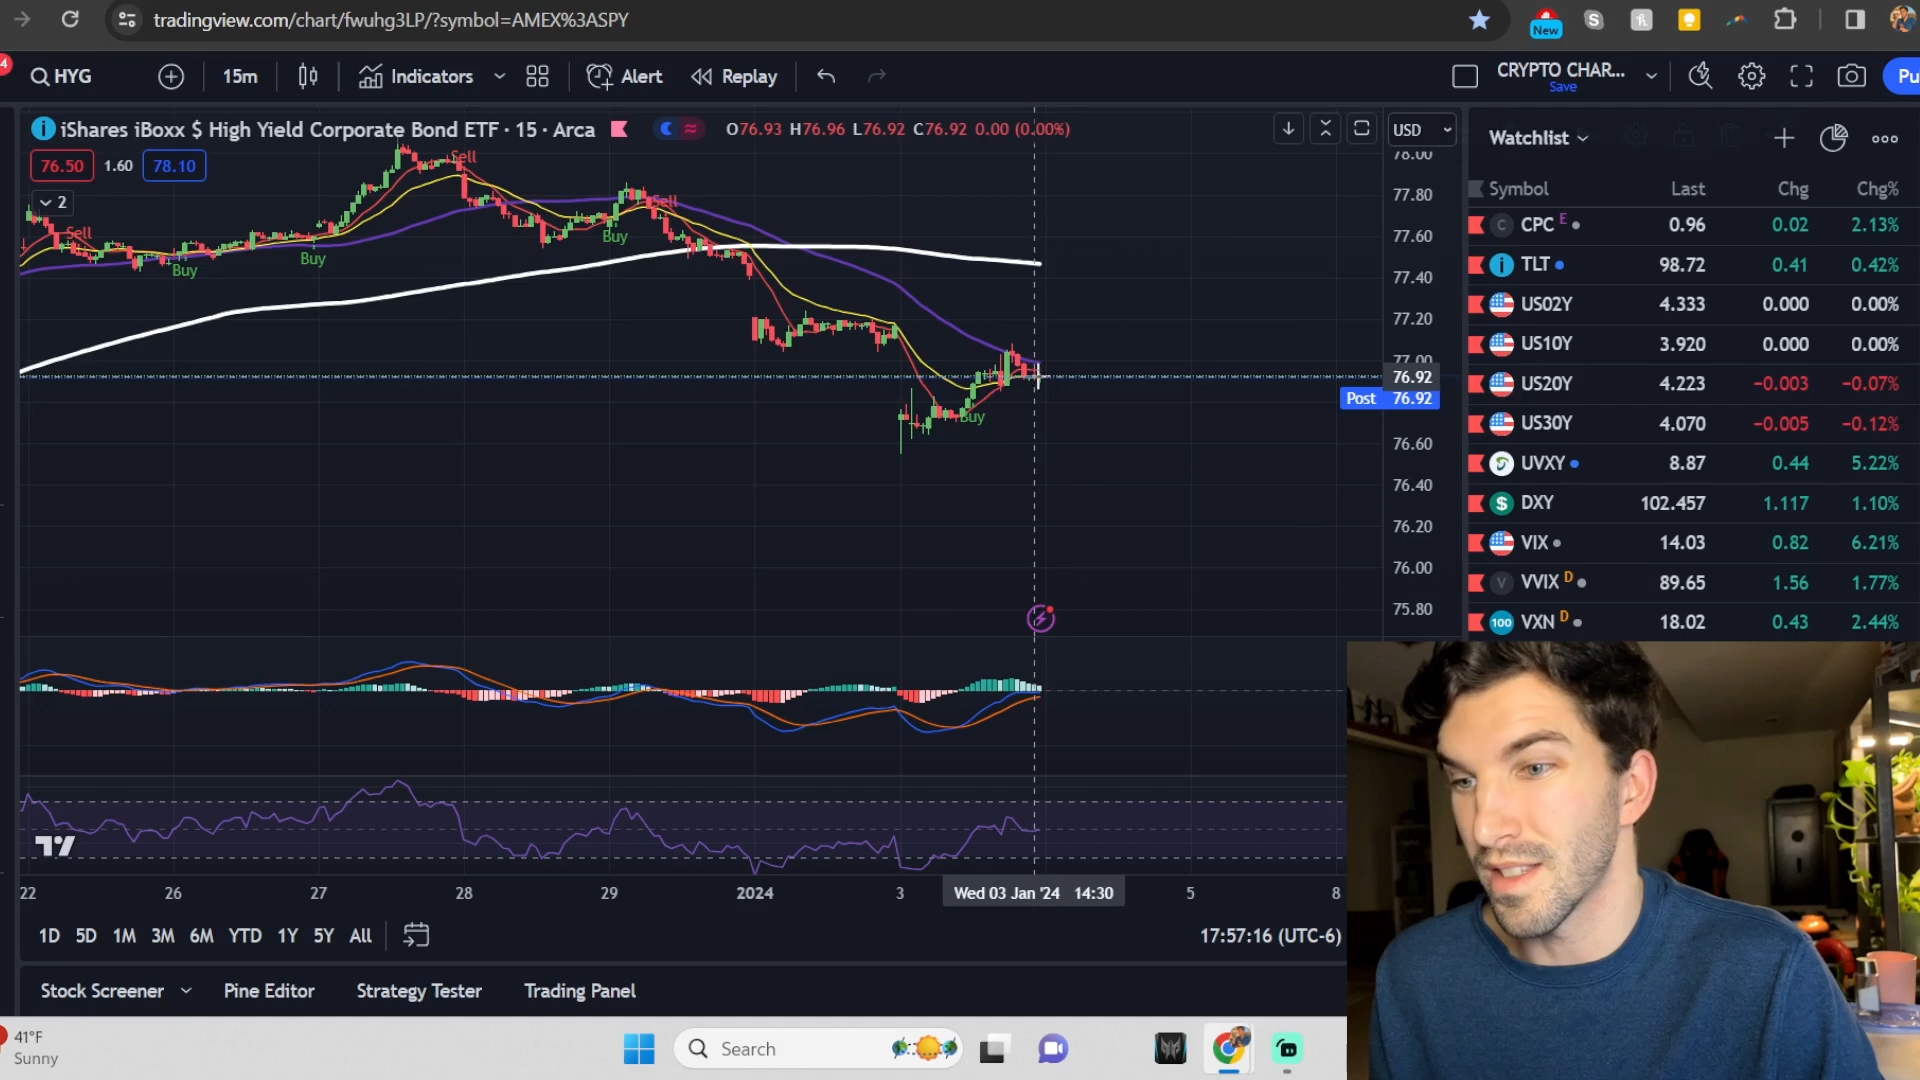 tradingview.com/chart/fwuhg3LP/?symbol=AMEX%3ASPY
New
4
HYG
15m
Indicators
Alert
Replay
CRYPTO CHAR...
Save
Pu
iShares iBoxx $ High Yield Corporate Bond ETF · 15 · Arca
O76.93 H76.96 L76.92 C76.92 0.00 (0.00%)
USD
76.50 1.60 78.10
2
Sell
Buy
Buy
Sell
Buy
Sell
Buy
78.00
77.80
77.60
77.40
77.20
77.00
76.92
Post 76.92
76.60
76.40
76.20
76.00
75.80
Watchlist
Symbol Last Chg Chg%
CPC E 0.96 0.02 2.13%
TLT 98.72 0.41 0.42%
US02Y 4.333 0.000 0.00%
US10Y 3.920 0.000 0.00%
US20Y 4.223 −0.003 −0.07%
US30Y 4.070 −0.005 −0.12%
UVXY 8.87 0.44 5.22%
DXY 102.457 1.117 1.10%
VIX 14.03 0.82 6.21%
VVIX D 89.65 1.56 1.77%
100 VXN D 18.02 0.43 2.44%
22 26 27 28 29 2024 3 Wed 03 Jan '24 14:30 5 8
1D 5D 1M 3M 6M YTD 1Y 5Y All
17:57:16 (UTC-6)
Stock Screener Pine Editor Strategy Tester Trading Panel
41°F
Sunny
Search